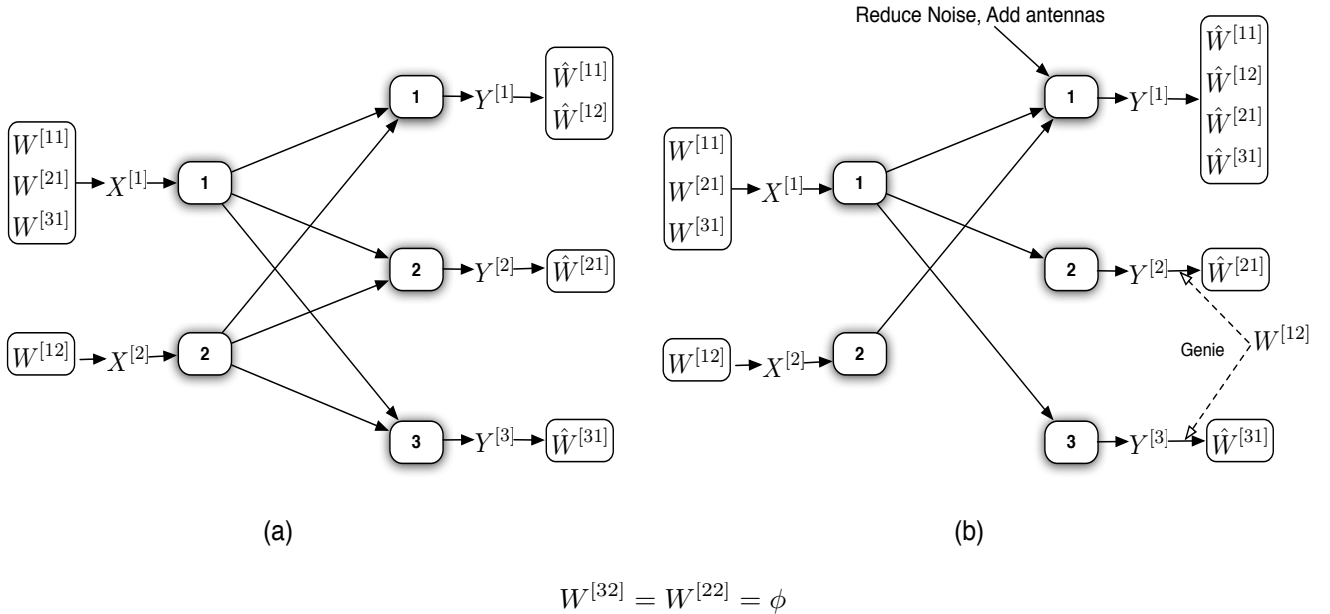 Reduce Noise, Add antennas
W^{[11]}
W^{[21]}
W^{[31]}
X^{[1]}
1
W^{[12]}
X^{[2]}
2
1
Y^{[1]}
Ŵ^{[11]}
Ŵ^{[12]}
2
Y^{[2]}
Ŵ^{[21]}
3
Y^{[3]}
Ŵ^{[31]}
(a)
W^{[11]}
W^{[21]}
W^{[31]}
X^{[1]}
1
W^{[12]}
X^{[2]}
2
1
Y^{[1]}
Ŵ^{[11]}
Ŵ^{[12]}
Ŵ^{[21]}
Ŵ^{[31]}
2
Y^{[2]}
Ŵ^{[21]}
Genie
W^{[12]}
3
Y^{[3]}
Ŵ^{[31]}
(b)
W^{[32]} = W^{[22]} = ϕ